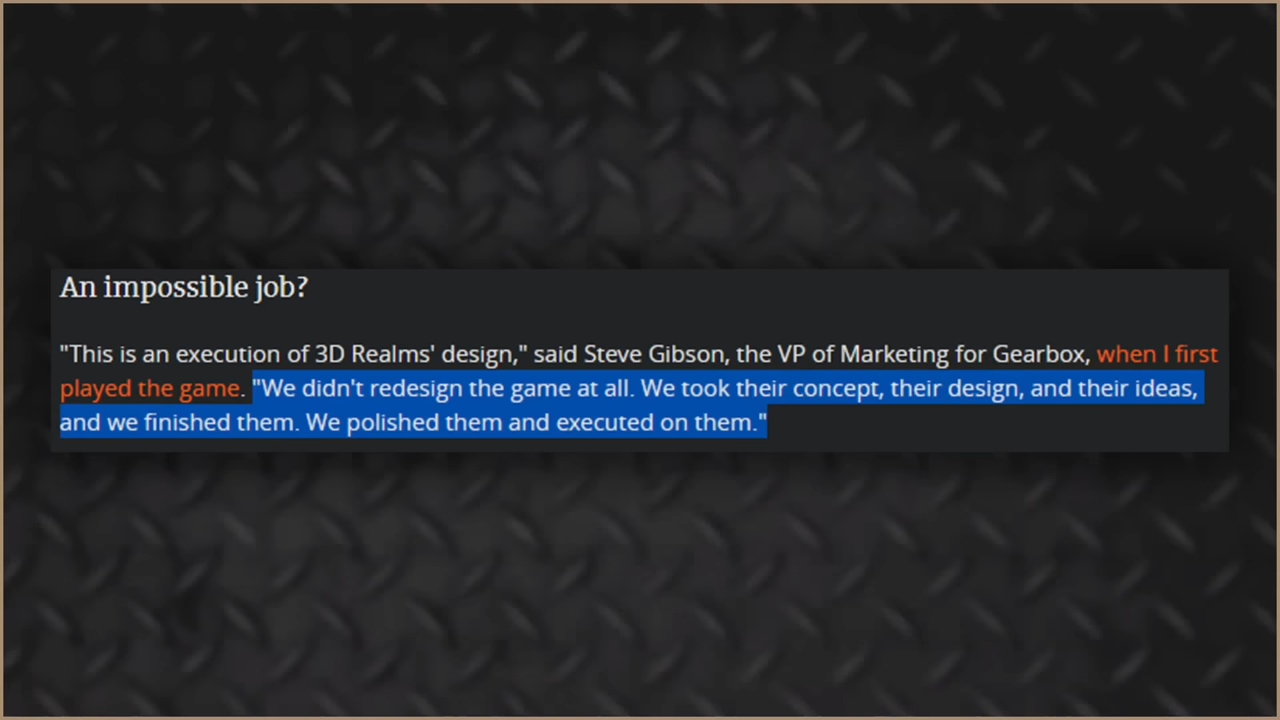 An impossible job?
"This is an execution of 3D Realms' design," said Steve Gibson, the VP of Marketing for Gearbox, when I first
played the game. "We didn't redesign the game at all. We took their concept, their design, and their ideas,
and we finished them. We polished them and executed on them."